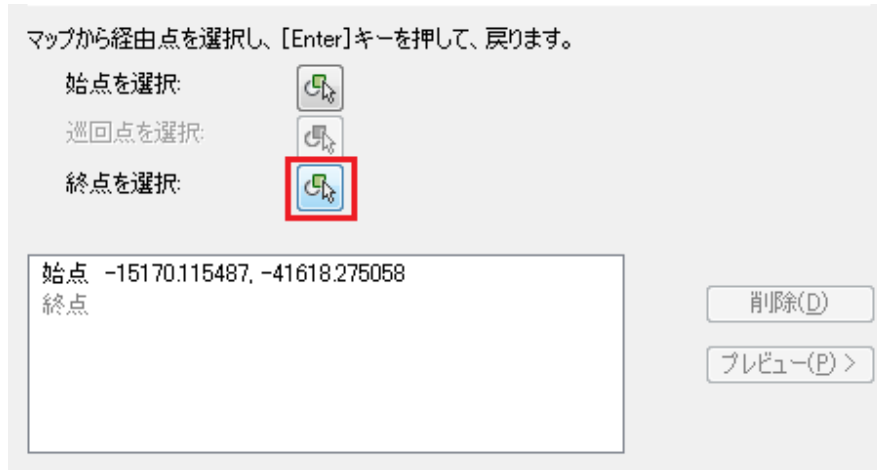 マップから経由点を選択し、[Enter]キーを押して、戻ります。
始点を選択:
巡回点を選択:
終点を選択:
始点 -15170.115487, -41618.275058
終点
削除(D)
プレビュー(P) >